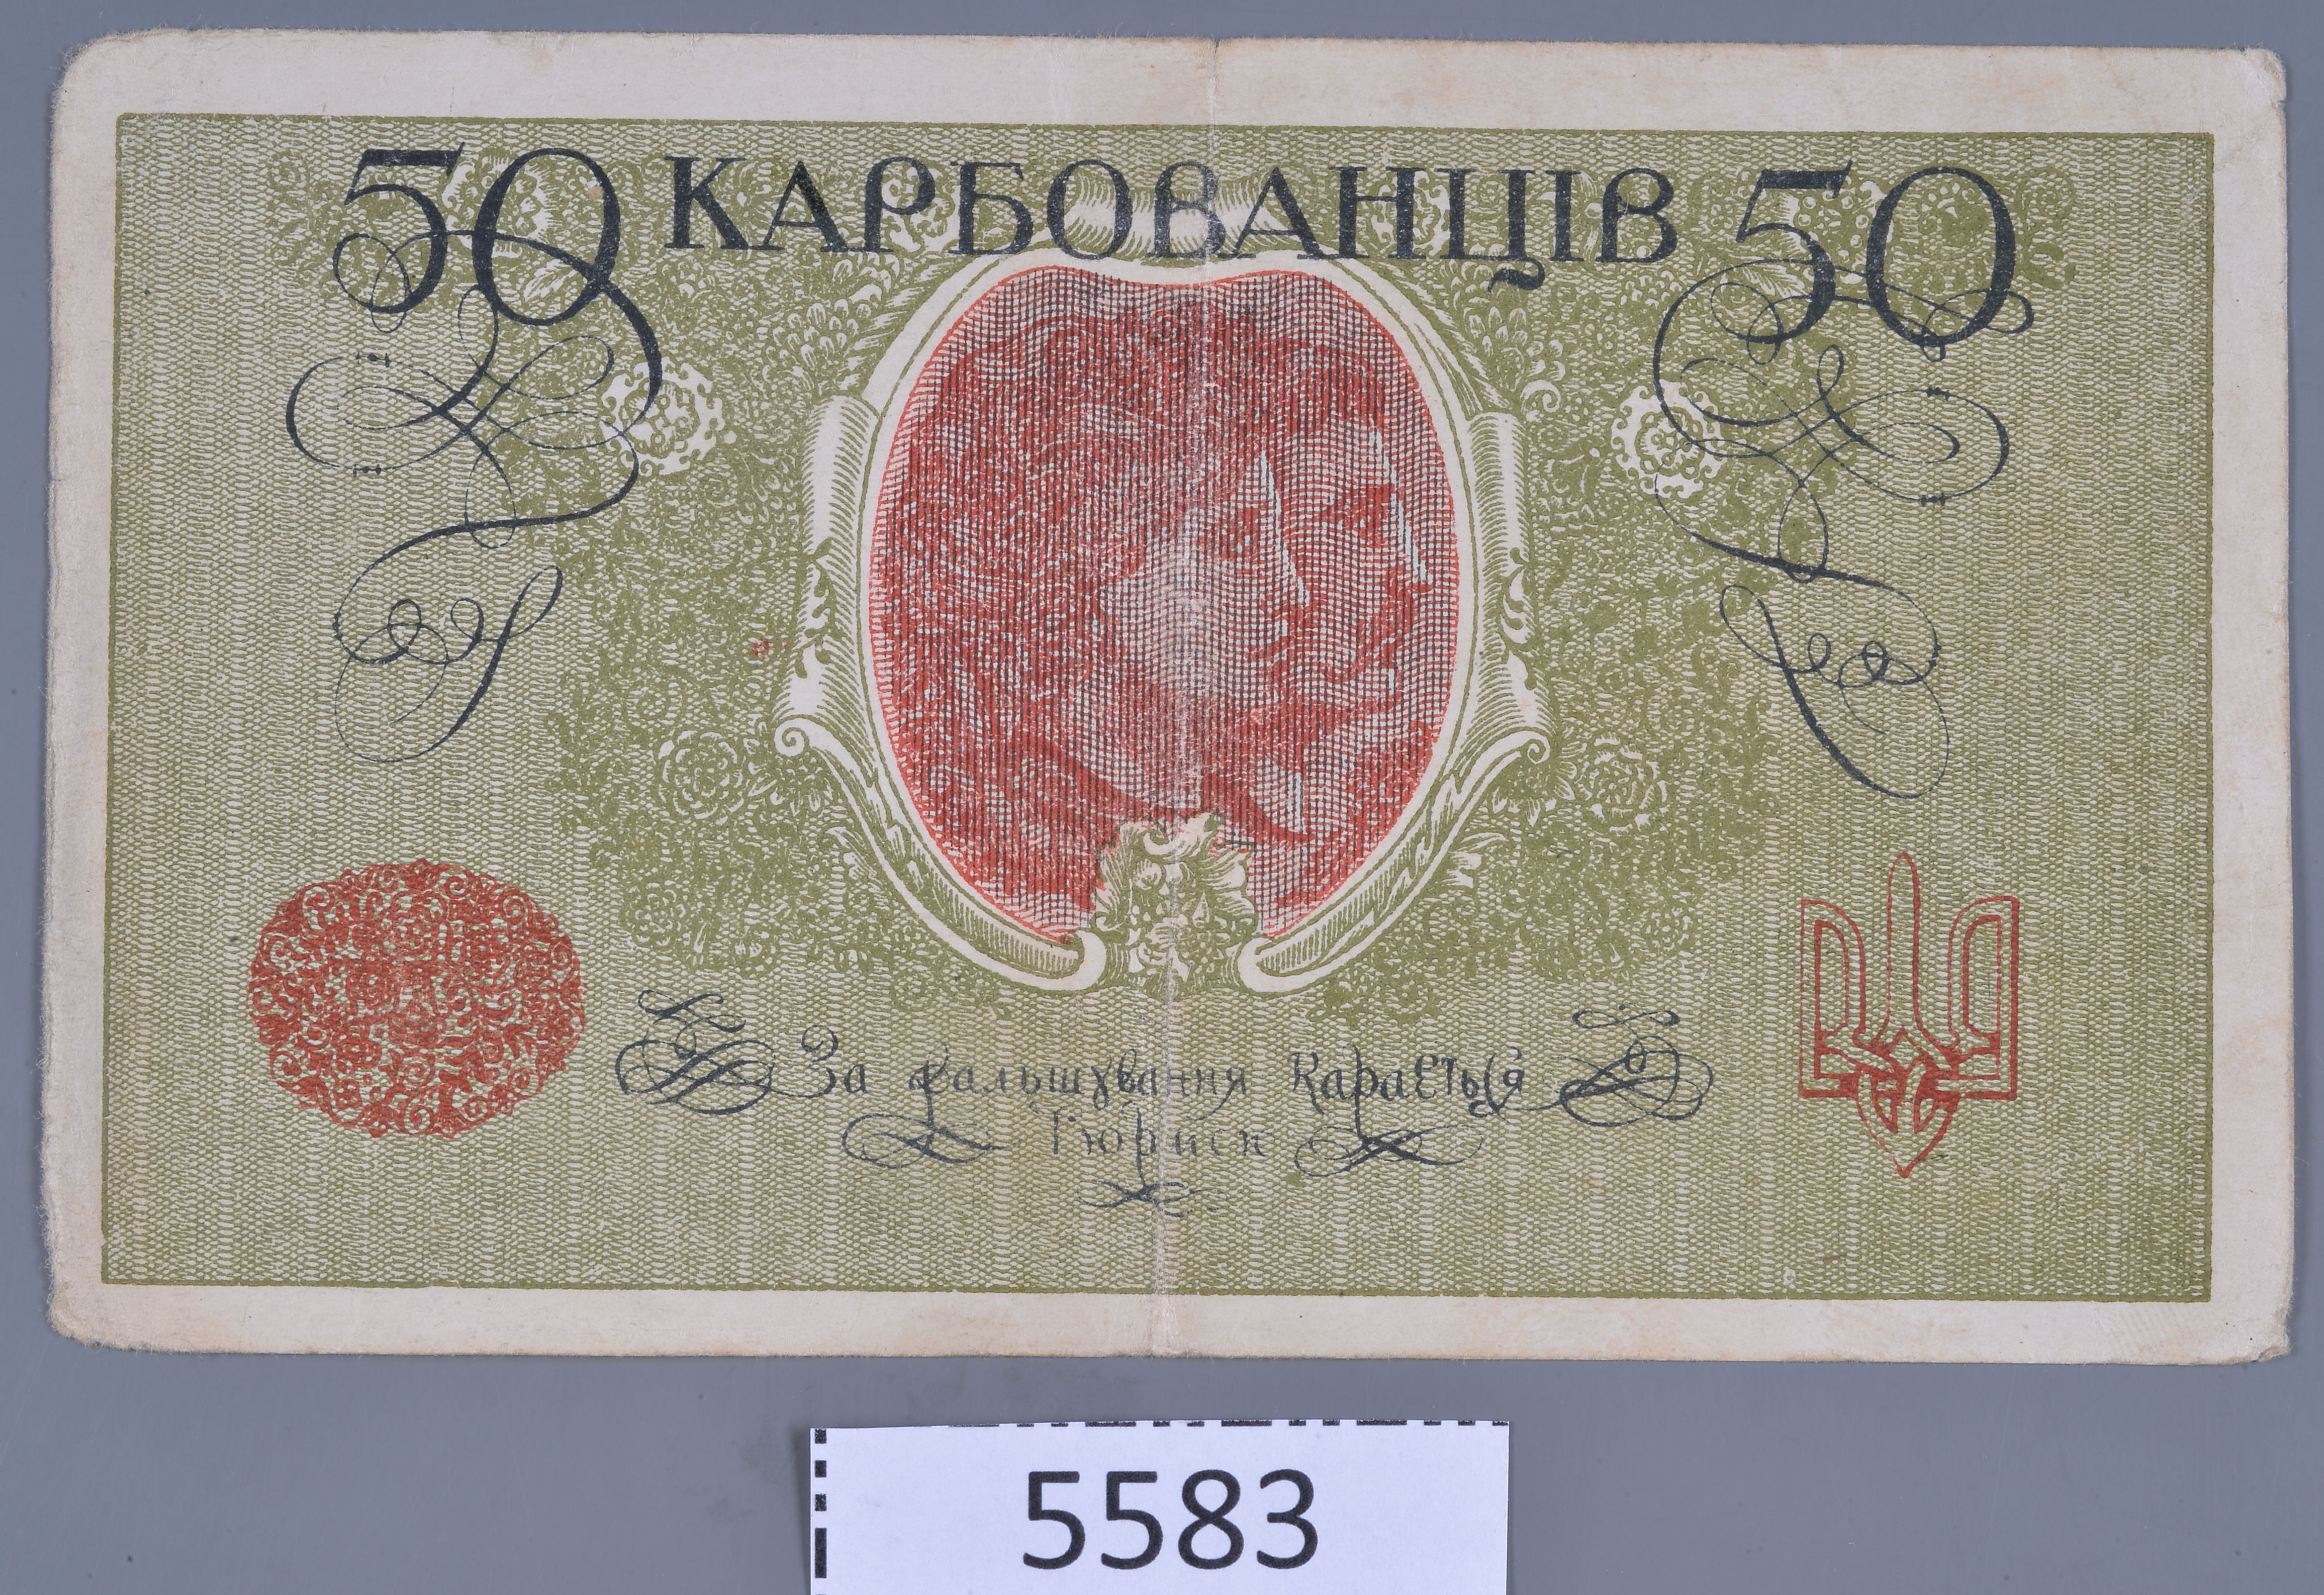 50 КАРБОВАНЦІВ 50
За фальшування карається
тюрмою
5583